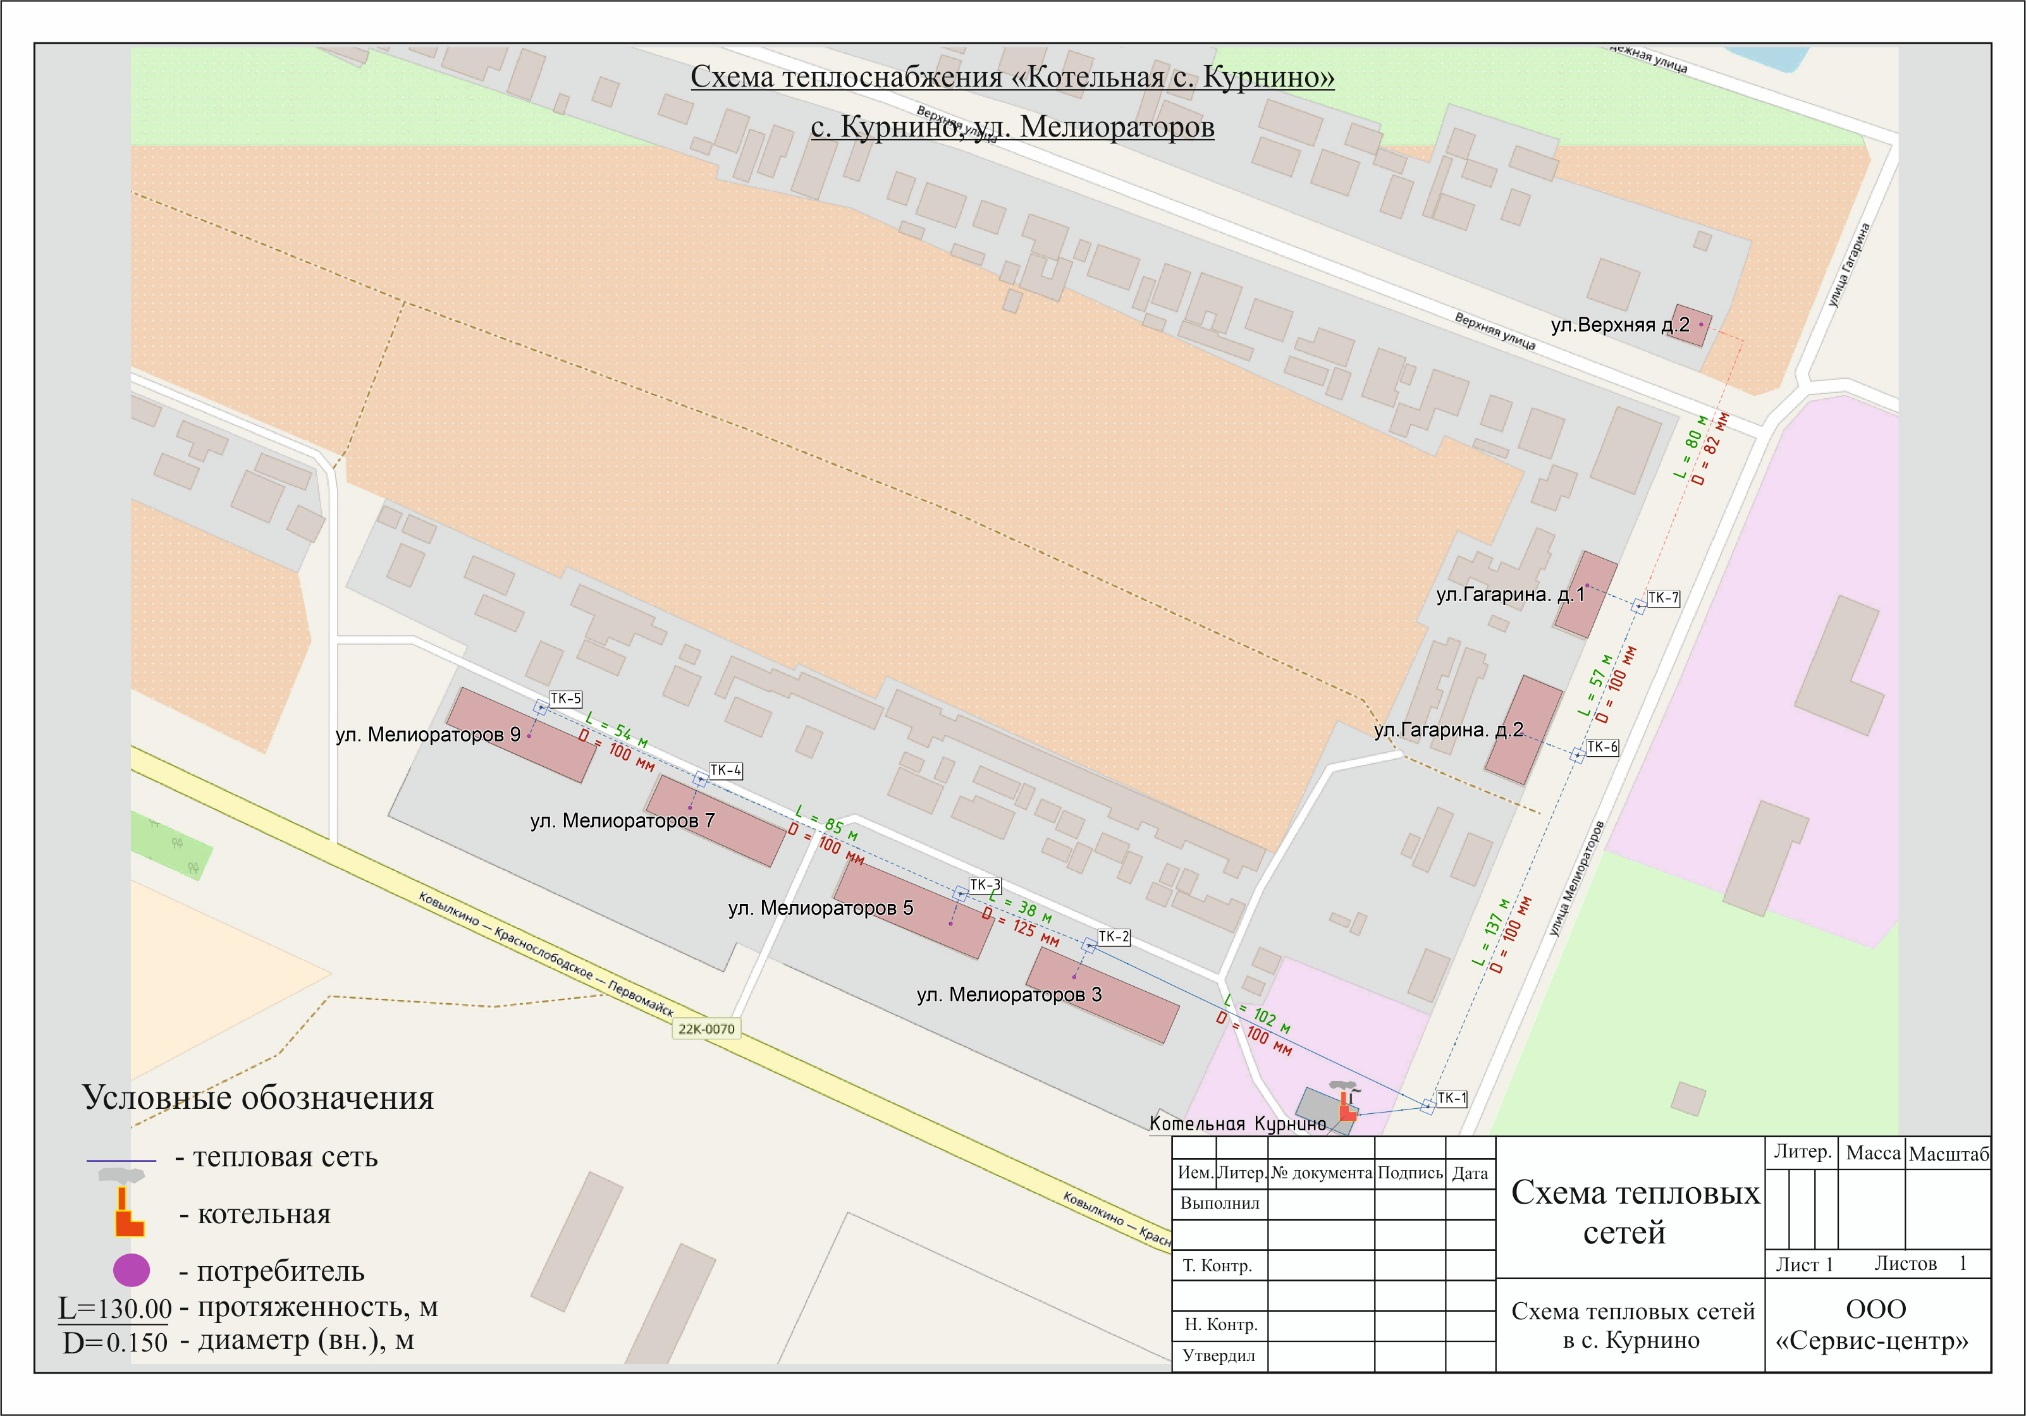 Схема теплоснабжения «Котельная с. Курнино»
с. Курнино, ул. Мелиораторов
Верхняя улица
улица Гагарина
ул.Верхняя д.2
Верхняя улица
L = 80 м
D = 82 мм
ул.Гагарина. д.1
ТК-7
L = 57 м
D = 100 мм
ул.Гагарина. д.2
ТК-6
ТК-5
ул. Мелиораторов 9
L = 54 м
D = 100 мм
ТК-4
ул. Мелиораторов 7
L = 85 м
D = 100 мм
ТК-3
ул. Мелиораторов 5
L = 38 м
D = 125 мм
ТК-2
ул. Мелиораторов 3
L = 102 м
D = 100 мм
L = 137 м
D = 100 мм
улица Мелиораторов
ТК-1
Котельная Курнино
Ковылкино — Краснослободское — Первомайск
22К-0070
Ковылкино —
Условные обозначения
- тепловая сеть
- котельная
- потребитель
L=130.00 - протяженность, м
D=0.150 - диаметр (вн.), м
Ием. Литер. № документа Подпись Дата
Выполнил
Т. Контр.
Н. Контр.
Утвердил
Схема тепловых
сетей
Схема тепловых сетей
в с. Курнино
Литер. Масса Масштаб
Лист 1 Листов 1
ООО
«Сервис-центр»